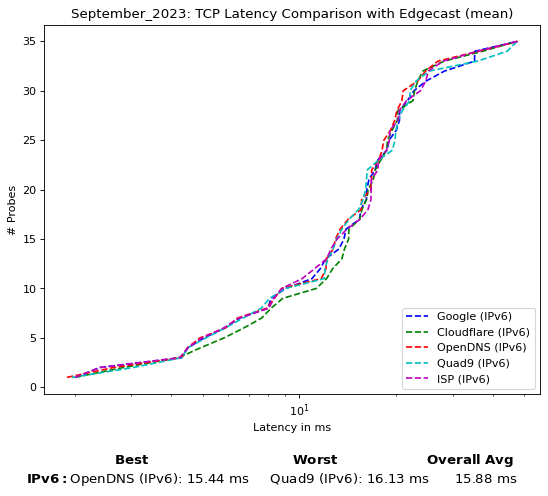 September_2023: TCP Latency Comparison with Edgecast (mean)
35
30
25
20
15
10
5
0
# Probes
10¹
Latency in ms
Google (IPv6)
Cloudflare (IPv6)
OpenDNS (IPv6)
Quad9 (IPv6)
ISP (IPv6)
Best Worst Overall Avg
IPv6: OpenDNS (IPv6): 15.44 ms Quad9 (IPv6): 16.13 ms 15.88 ms